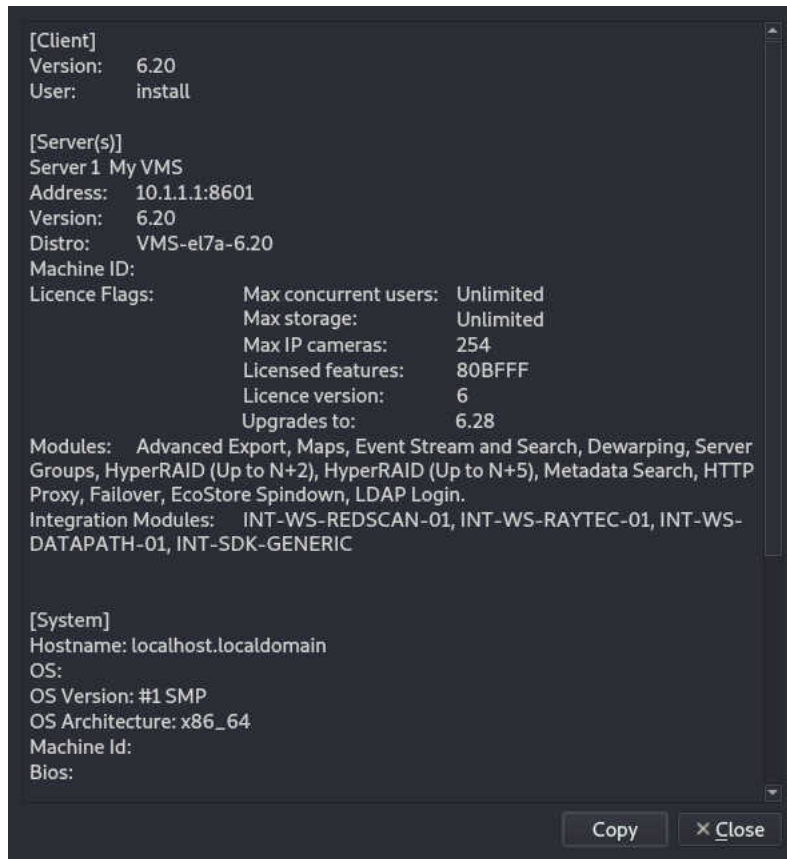 [Client]
Version: 6.20
User: install
[Server(s)]
Server 1 My VMS
Address: 10.1.1.1:8601
Version: 6.20
Distro: VMS-el7a-6.20
Machine ID:
Licence Flags: Max concurrent users: Unlimited
Max storage: Unlimited
Max IP cameras: 254
Licensed features: 80BFFF
Licence version: 6
Upgrades to: 6.28
Modules: Advanced Export, Maps, Event Stream and Search, Dewarping, Server
Groups, HyperRAID (Up to N+2), HyperRAID (Up to N+5), Metadata Search, HTTP
Proxy, Failover, EcoStore Spindown, LDAP Login.
Integration Modules: INT-WS-REDSCAN-01, INT-WS-RAYTEC-01, INT-WS-
DATAPATH-01, INT-SDK-GENERIC
[System]
Hostname: localhost.localdomain
OS:
OS Version: #1 SMP
OS Architecture: x86_64
Machine Id:
Bios:
Copy × Close